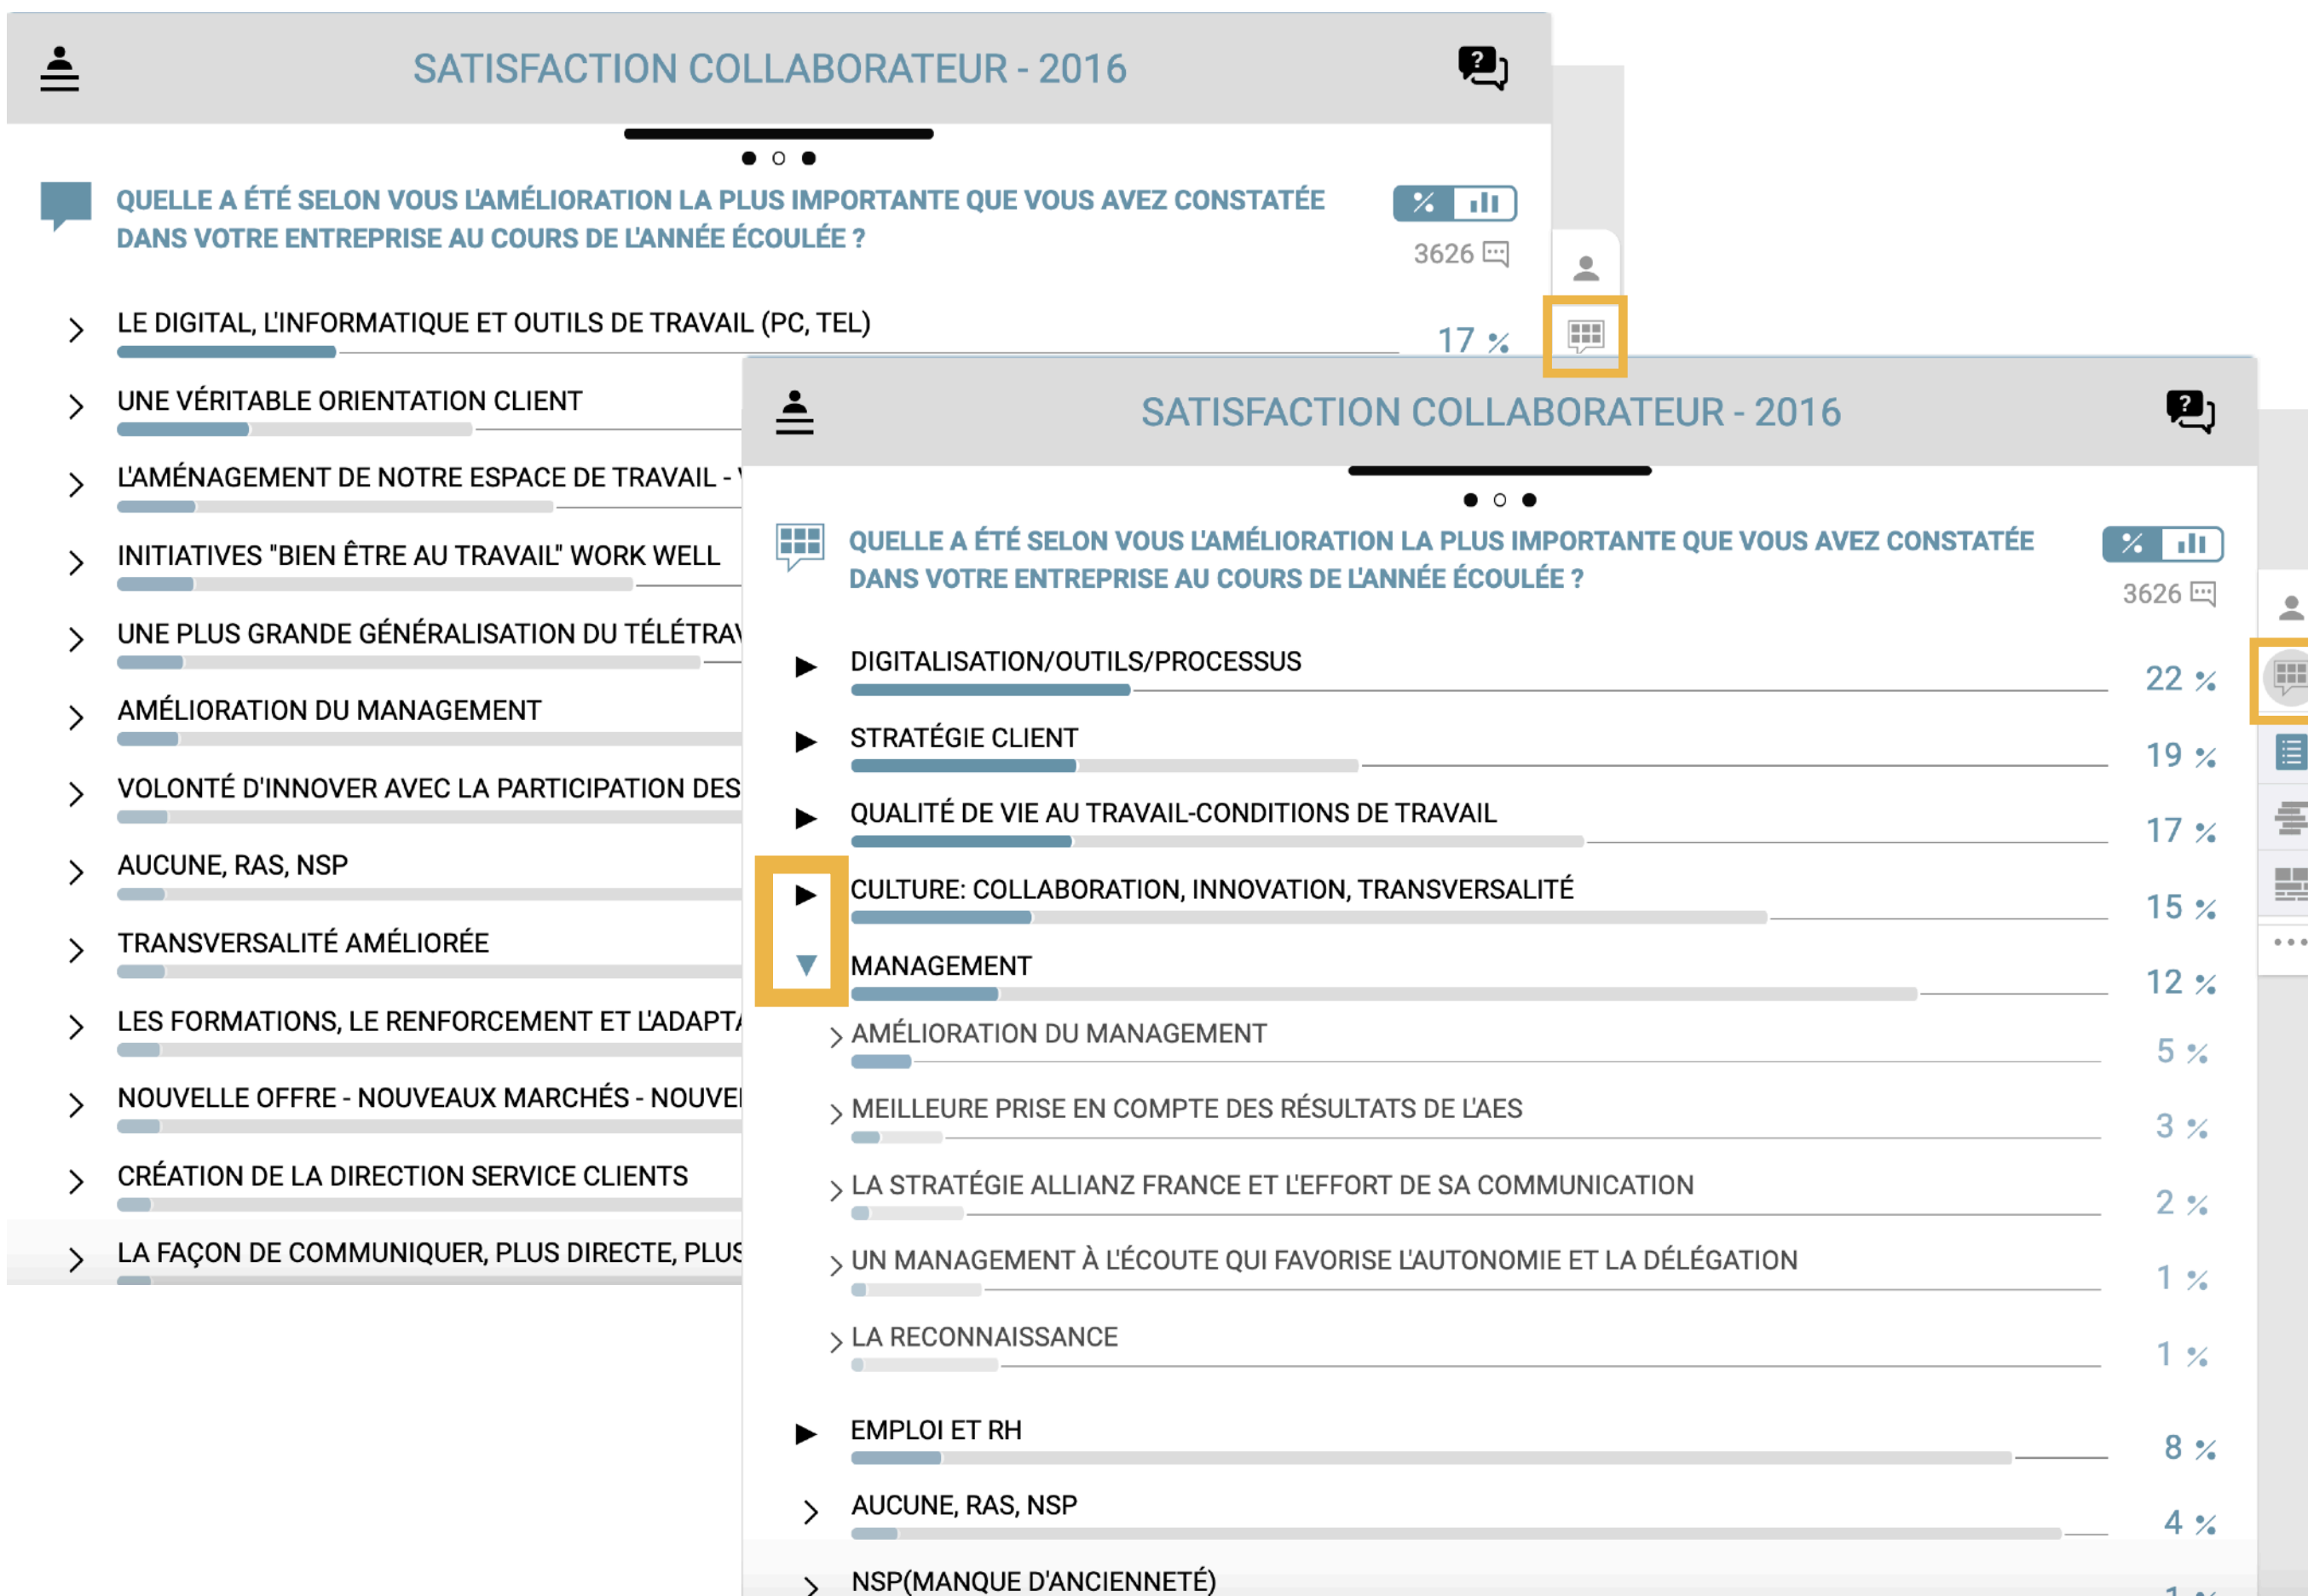 SATISFACTION COLLABORATEUR - 2016
QUELLE A ÉTÉ SELON VOUS L'AMÉLIORATION LA PLUS IMPORTANTE QUE VOUS AVEZ CONSTATÉE
DANS VOTRE ENTREPRISE AU COURS DE L'ANNÉE ÉCOULÉE ?
%
3626
LE DIGITAL, L'INFORMATIQUE ET OUTILS DE TRAVAIL (PC, TEL)
17 %
UNE VÉRITABLE ORIENTATION CLIENT
L'AMÉNAGEMENT DE NOTRE ESPACE DE TRAVAIL -
INITIATIVES "BIEN ÊTRE AU TRAVAIL" WORK WELL
UNE PLUS GRANDE GÉNÉRALISATION DU
AMÉLIORATION DU MANAGEMENT
VOLONTÉ D'INNOVER AVEC LA PARTICIPATION DES
AUCUNE, RAS, NSP
TRANSVERSALITÉ AMÉLIORÉE
LES FORMATIONS, LE RENFORCEMENT ET
NOUVELLE OFFRE - NOUVEAUX MARCHÉS -
CRÉATION DE LA DIRECTION SERVICE CLIENTS
LA FAÇON DE COMMUNIQUER, PLUS DIRECTE, PLUS
SATISFACTION COLLABORATEUR - 2016
QUELLE A ÉTÉ SELON VOUS L'AMÉLIORATION LA PLUS IMPORTANTE QUE VOUS AVEZ CONSTATÉE
DANS VOTRE ENTREPRISE AU COURS DE L'ANNÉE ÉCOULÉE ?
%
3626
DIGITALISATION/OUTILS/PROCESSUS
22 %
STRATÉGIE CLIENT
19 %
QUALITÉ DE VIE AU TRAVAIL-CONDITIONS DE TRAVAIL
17 %
CULTURE: COLLABORATION, INNOVATION, TRANSVERSALITÉ
15 %
MANAGEMENT
12 %
AMÉLIORATION DU MANAGEMENT
5 %
MEILLEURE PRISE EN COMPTE DES RÉSULTATS DE L'AES
3 %
LA STRATÉGIE ALLIANZ FRANCE ET L'EFFORT DE SA COMMUNICATION
2 %
UN MANAGEMENT À L'ÉCOUTE QUI FAVORISE L'AUTONOMIE ET LA DÉLÉGATION
1 %
LA RECONNAISSANCE
1 %
EMPLOI ET RH
8 %
AUCUNE, RAS, NSP
4 %
NSP(MANQUE D'ANCIENNETÉ)